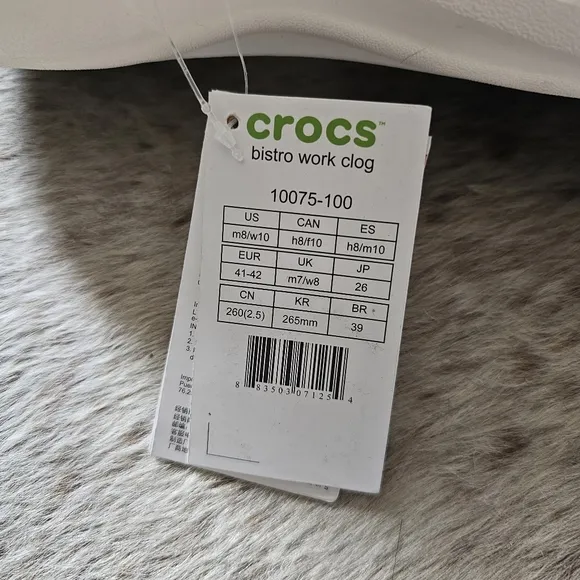 crocs™
bistro work clog
10075-100
US CAN ES
m8/w10 h8/f10 h8/m10
EUR UK JP
41-42 m7/w8 26
CN KR BR
260(2.5) 265mm 39
8 83503 07125 4